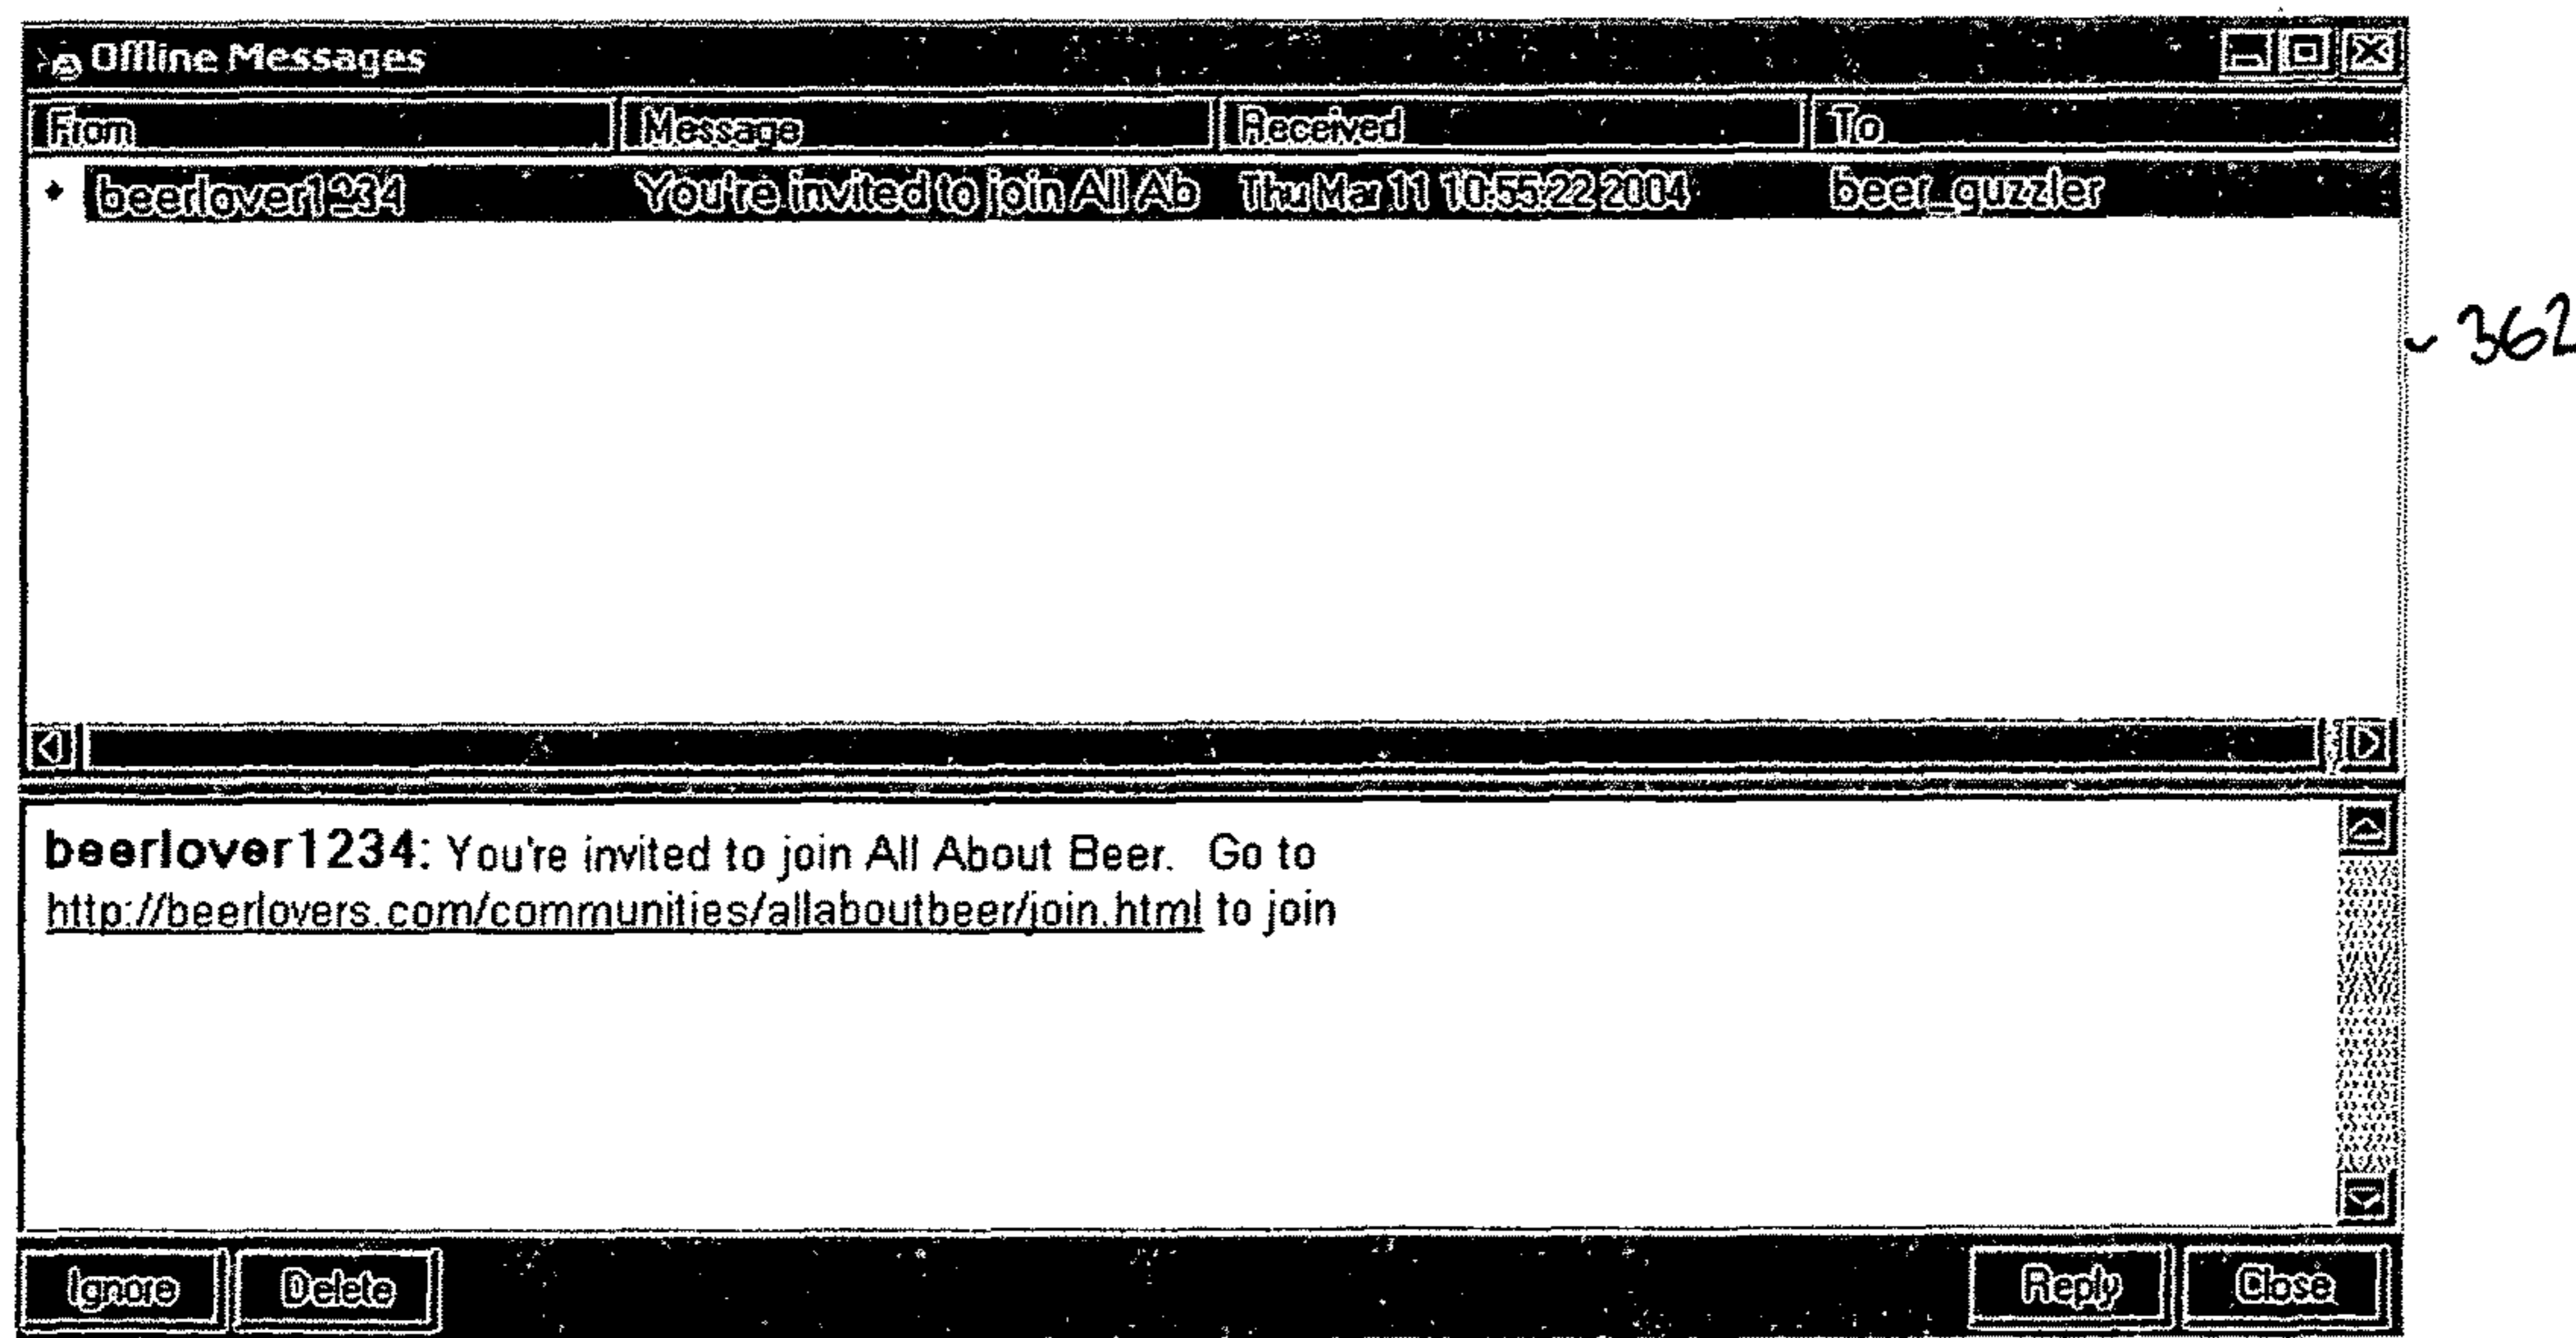 Offline Messages
From Message Received To
beerlover1234 You're invited to join All Ab Thu Mar 11 10:55:22 2004 beer_guzzler
362
beerlover1234: You're invited to join All About Beer. Go to
http://beerlovers.com/communities/allaboutbeer/join.html to join
Ignore Delete Reply Close